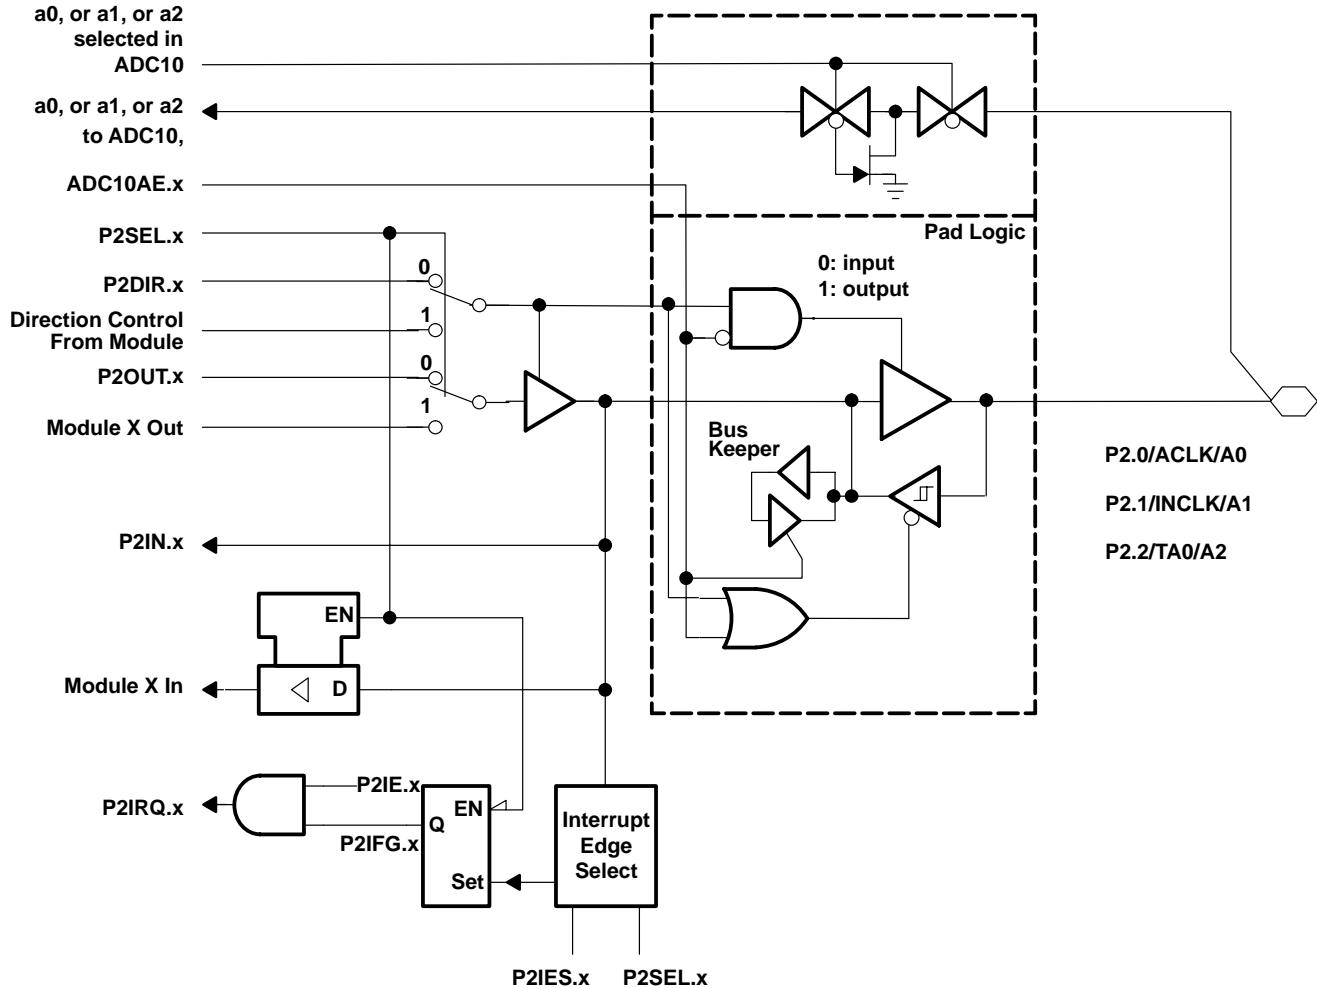 a0, or a1, or a2
selected in
ADC10
a0, or a1, or a2
to ADC10,
ADC10AE.x
P2SEL.x
P2DIR.x
0
Direction Control
From Module
1
P2OUT.x
0
Module X Out
1
Pad Logic
0: input
1: output
Bus
Keeper
P2.0/ACLK/A0
P2.1/INCLK/A1
P2.2/TA0/A2
P2IN.x
EN
Module X In
D
P2IRQ.x
P2IE.x
P2IFG.x
EN
Q
Set
Interrupt
Edge
Select
P2IES.x
P2SEL.x